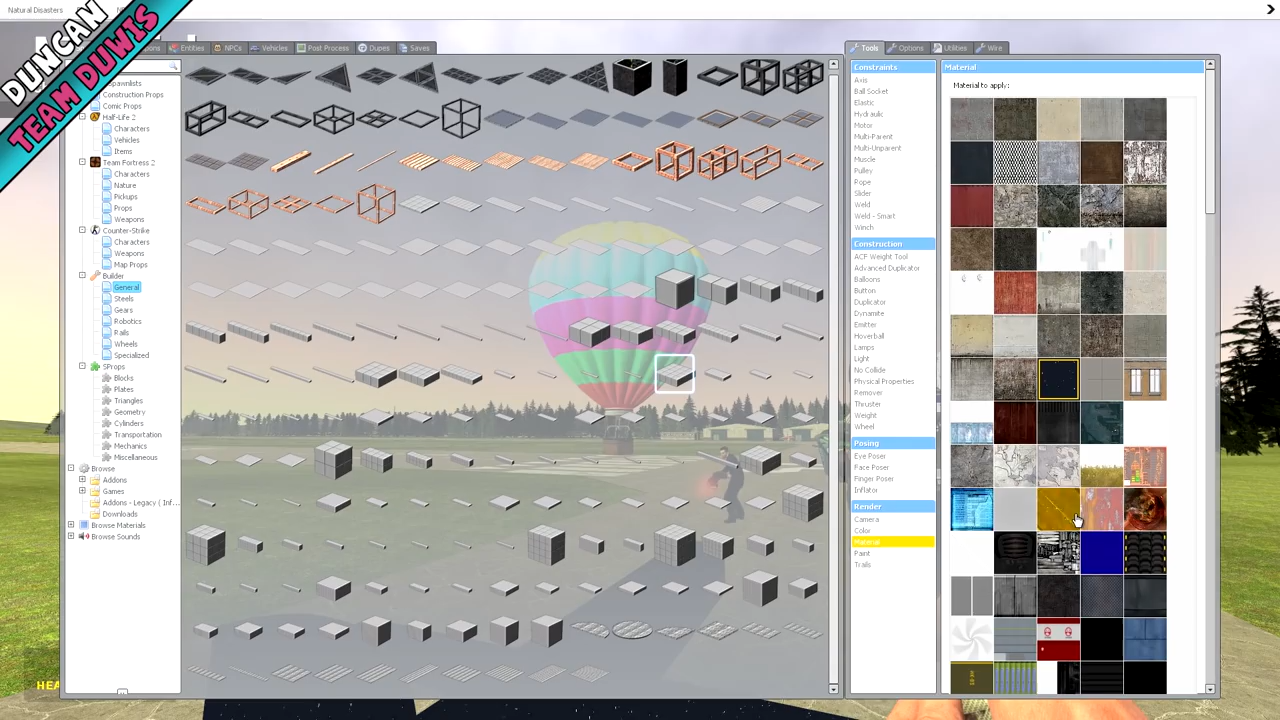 Natural Disasters
DUNCAN
TEAM DUWIS
Entities
NPCs
Vehicles
Post Process
Dupes
Saves
Spawnlists
Construction Props
Comic Props
Half-Life 2
Characters
Vehicles
Items
Team Fortress 2
Characters
Nature
Pickups
Props
Weapons
Counter-Strike
Characters
Weapons
Map Props
Builder
General
Steels
Gears
Robotics
Rails
Wheels
Specialized
SProps
Blocks
Plates
Triangles
Geometry
Cylinders
Transportation
Mechanics
Miscellaneous
Browse
Addons
Games
Addons - Legacy ( Inf...
Downloads
Browse Materials
Browse Sounds
Tools
Options
Utilities
Wire
Constraints
Axis
Ball Socket
Elastic
Hydraulic
Motor
Multi-Parent
Multi-Unparent
Muscle
Pulley
Rope
Slider
Weld
Weld - Smart
Winch
Construction
ACF Weight Tool
Advanced Duplicator
Balloons
Button
Duplicator
Dynamite
Emitter
Hoverball
Lamps
Light
No Collide
Physical Properties
Remover
Thruster
Weight
Wheel
Posing
Eye Poser
Face Poser
Finger Poser
Inflator
Render
Camera
Color
Material
Paint
Trails
Material
Material to apply: